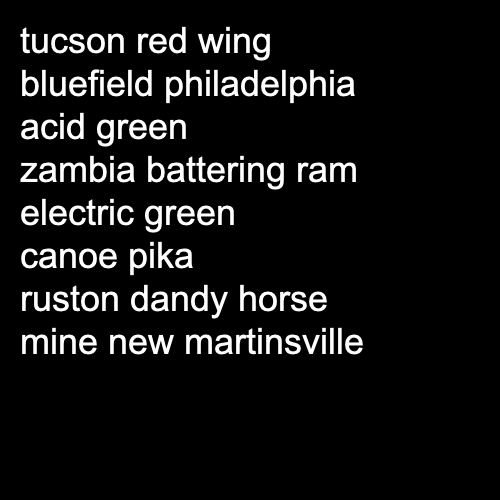 tucson red wing
bluefield philadelphia
acid green
zambia battering ram
electric green
canoe pika
ruston dandy horse
mine new martinsville